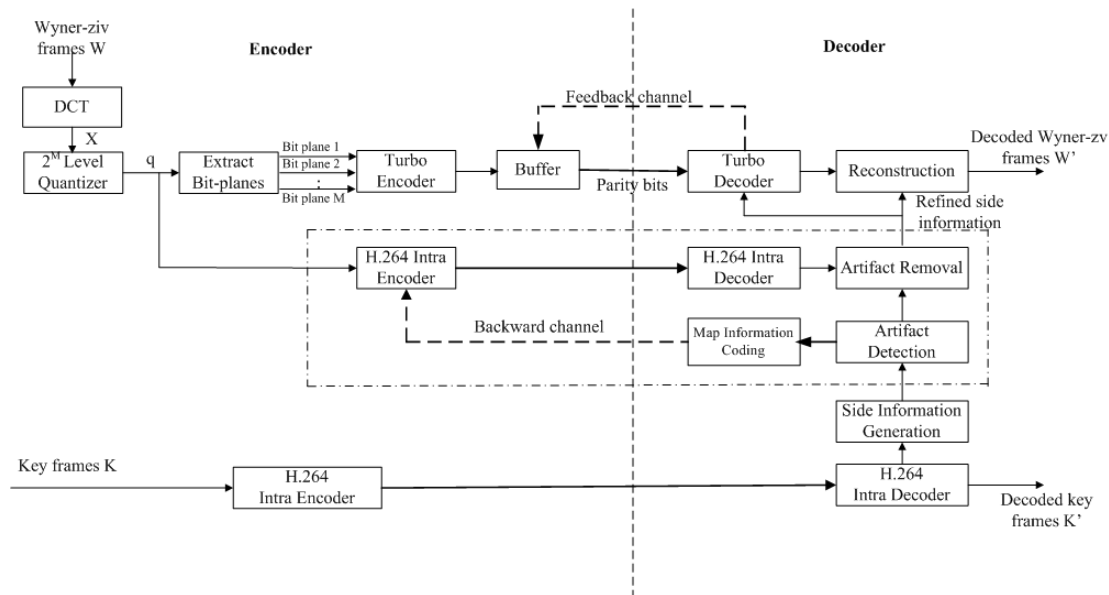 Wyner-ziv
frames W
Encoder
Decoder
DCT
X
Feedback channel
2^M Level
Quantizer
q
Extract
Bit-planes
Bit plane 1
Bit plane 2
:
Bit plane M
Turbo
Encoder
Buffer
Parity bits
Turbo
Decoder
Reconstruction
Decoded Wyner-zv
frames W'
Refined side
information
H.264 Intra
Encoder
H.264 Intra
Decoder
Artifact Removal
Backward channel
Map Information
Coding
Artifact
Detection
Side Information
Generation
Key frames K
H.264
Intra Encoder
H.264
Intra Decoder
Decoded key
frames K'